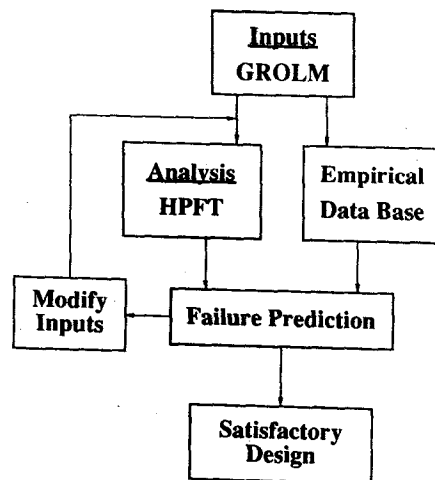 Inputs
GROLM
Analysis
HPFT
Empirical
Data Base
Modify
Inputs
Failure Prediction
Satisfactory
Design